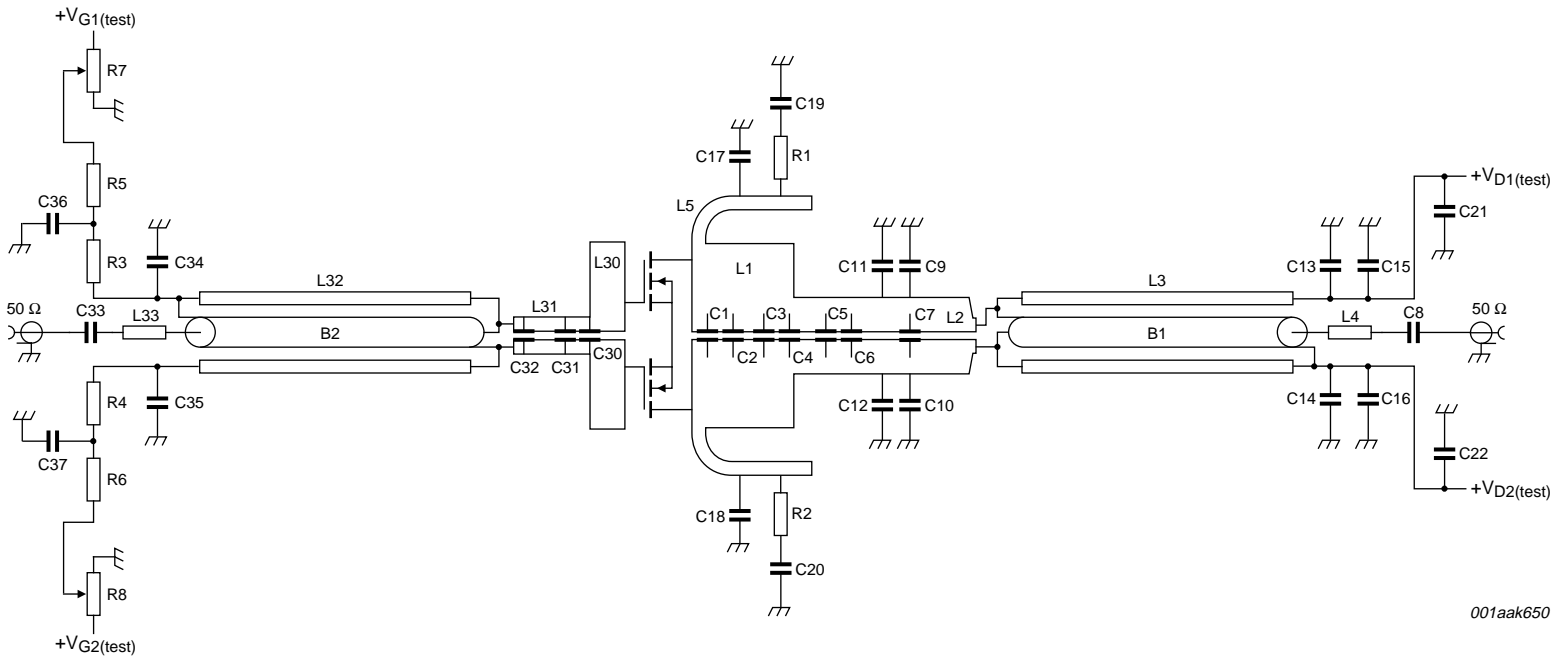 +VG1(test)
R7
C19
C17
R1
R5
C36
L5
+VD1(test)
C21
R3
C34
L30
L1
C11
C9
C13
C15
L32
L31
L3
50 Ω
C33
L33
B2
C1
C3
C5
C7
L2
B1
L4
C8
50 Ω
C32
C31
C30
C2
C4
C6
R4
C35
C12
C10
C14
C16
C37
R6
C22
+VD2(test)
C18
R2
C20
R8
+VG2(test)
001aak650